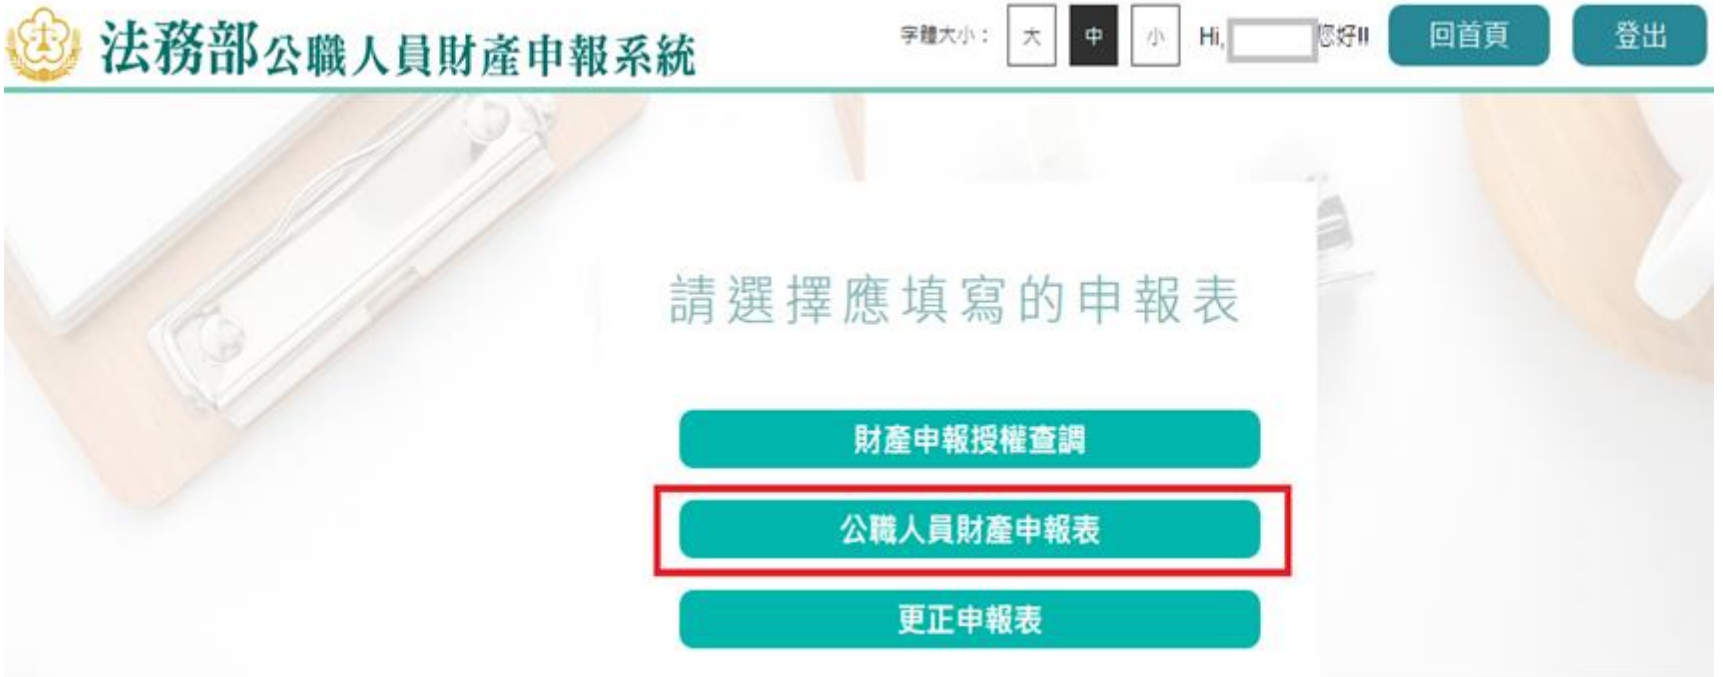 法務部公職人員財產申報系統
字體大小： 大 中 小 Hi, 您好!! 回首頁 登出
請選擇應填寫的申報表
財產申報授權查調
公職人員財產申報表
更正申報表